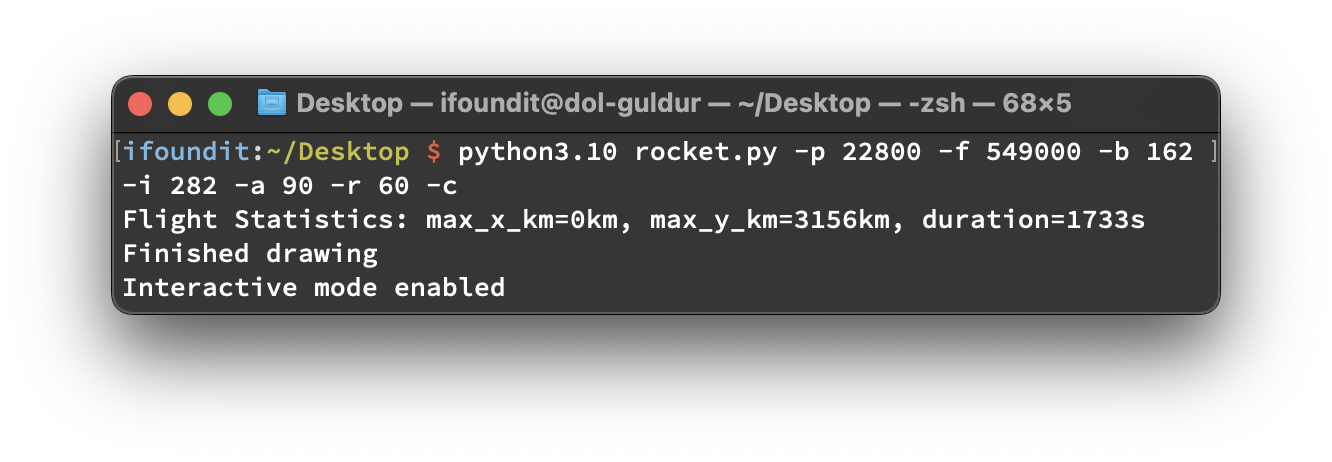 Desktop — ifoundit@dol-guldur — ~/Desktop — -zsh — 68×5
[ifoundit:~/Desktop $ python3.10 rocket.py -p 22800 -f 549000 -b 162 ]
-i 282 -a 90 -r 60 -c
Flight Statistics: max_x_km=0km, max_y_km=3156km, duration=1733s
Finished drawing
Interactive mode enabled